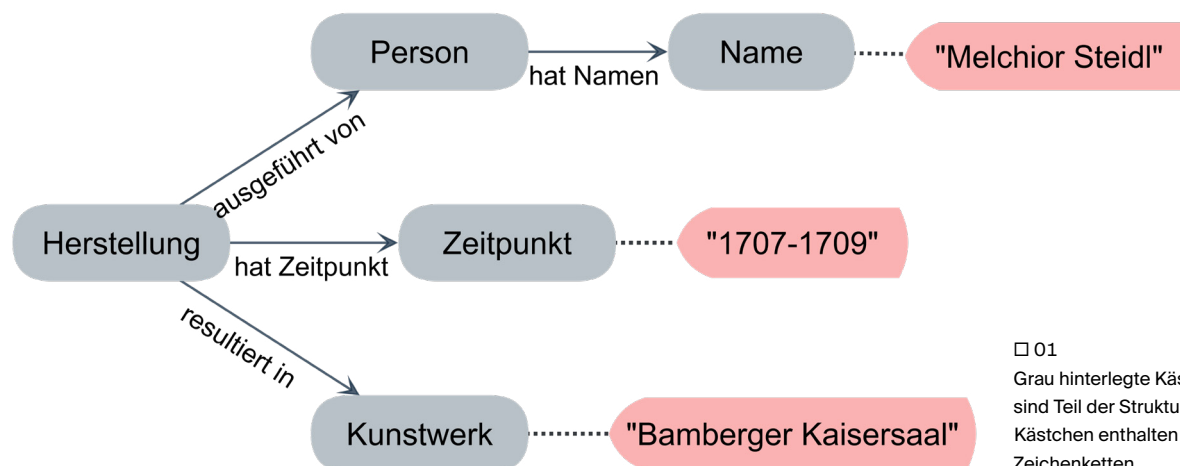 Person
hat Namen
Name
"Melchior Steidl"
ausgeführt von
Herstellung
hat Zeitpunkt
Zeitpunkt
"1707-1709"
resultiert in
Kunstwerk
"Bamberger Kaisersaal"
☐ 01
Grau hinterlegte
sind Teil der
Kästchen enthalten
Zeichenketten